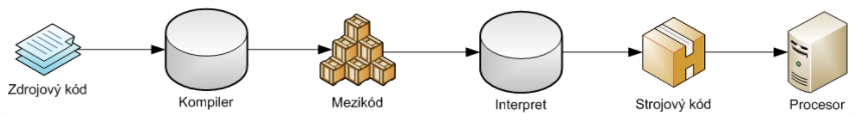 Zdrojový kód
Kompiler
Mezikód
Interpret
Strojový kód
Procesor